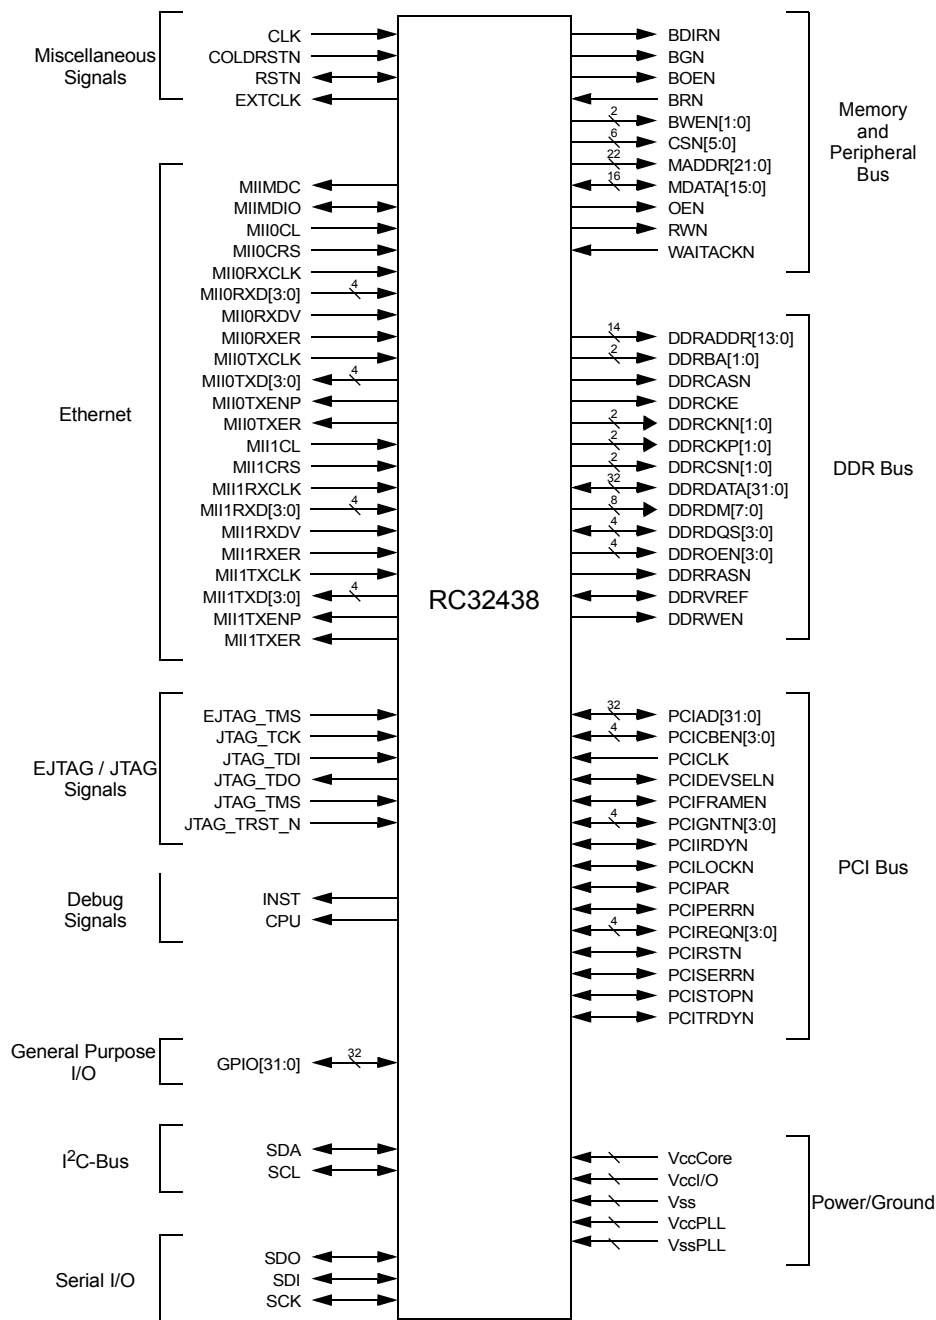 Miscellaneous
Signals
CLK
COLDRSTN
RSTN
EXTCLK
Ethernet
MIIMDC
MIIMDIO
MII0CL
MII0CRS
MII0RXCLK
MII0RXD[3:0] 4
MII0RXDV
MII0RXER
MII0TXCLK
MII0TXD[3:0] 4
MII0TXENP
MII0TXER
MII1CL
MII1CRS
MII1RXCLK
MII1RXD[3:0] 4
MII1RXDV
MII1RXER
MII1TXCLK
MII1TXD[3:0] 4
MII1TXENP
MII1TXER
EJTAG / JTAG
Signals
EJTAG_TMS
JTAG_TCK
JTAG_TDI
JTAG_TDO
JTAG_TMS
JTAG_TRST_N
Debug
Signals
INST
CPU
General Purpose
I/O
GPIO[31:0] 32
I2C-Bus
SDA
SCL
Serial I/O
SDO
SDI
SCK
RC32438
BDIRN
BGN
BOEN
BRN
2 BWEN[1:0]
6 CSN[5:0]
22 MADDR[21:0]
16 MDATA[15:0]
OEN
RWN
WAITACKN
Memory
and
Peripheral
Bus
14 DDRADDR[13:0]
2 DDRBA[1:0]
DDRCASN
DDRCKE
2 DDRCKN[1:0]
2 DDRCKP[1:0]
2 DDRCSN[1:0]
32 DDRDATA[31:0]
8 DDRDM[7:0]
4 DDRDQS[3:0]
4 DDROEN[3:0]
DDRRASN
DDRVREF
DDRWEN
DDR Bus
32 PCIAD[31:0]
4 PCICBEN[3:0]
PCICLK
PCIDEVSELN
PCIFRAMEN
4 PCIGNTN[3:0]
PCIIRDYN
PCILOCKN
PCIPAR
PCIPERRN
4 PCIREQN[3:0]
PCIRSTN
PCISERRN
PCISTOPN
PCITRDYN
PCI Bus
VccCore
VccI/O
Vss
VccPLL
VssPLL
Power/Ground